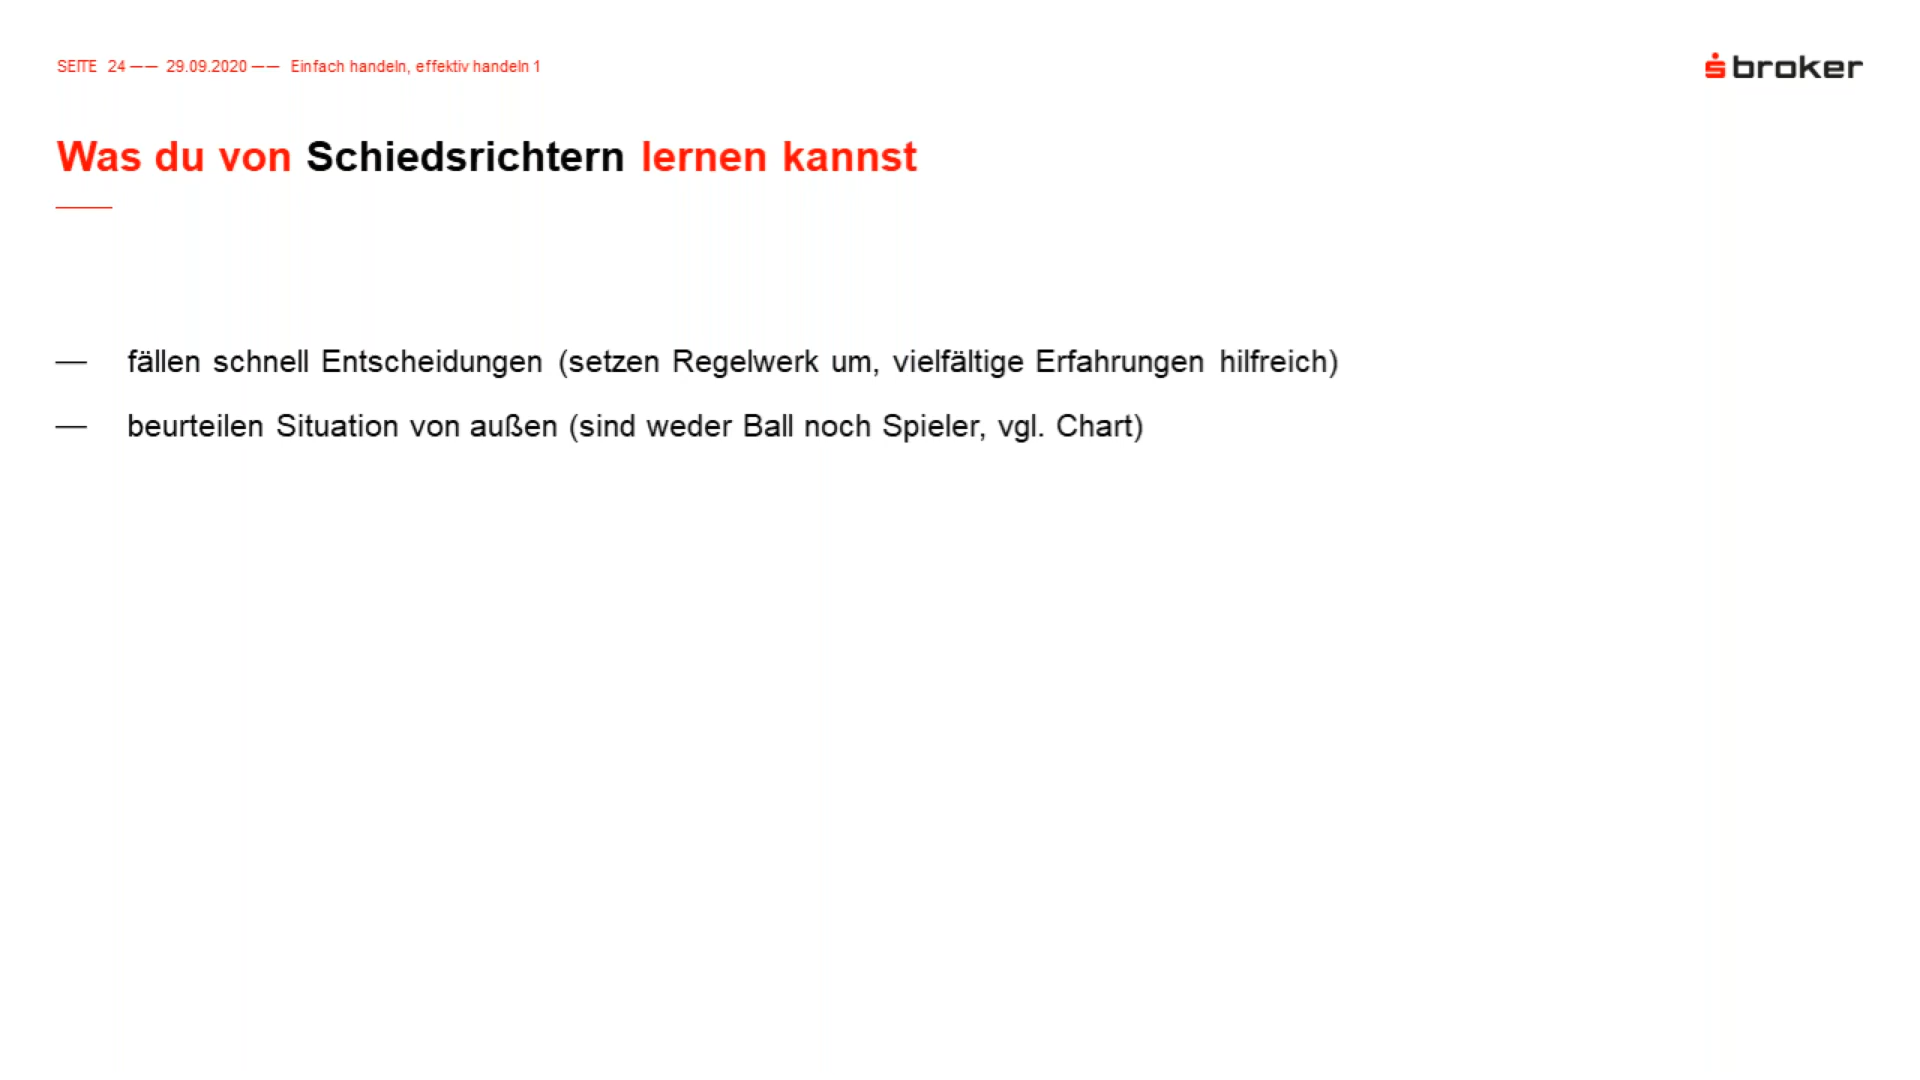 SEITE 24 —— 29.09.2020 —— Einfach handeln, effektiv handeln 1
broker
Was du von Schiedsrichtern lernen kannst
— fällen schnell Entscheidungen (setzen Regelwerk um, vielfältige Erfahrungen hilfreich)
— beurteilen Situation von außen (sind weder Ball noch Spieler, vgl. Chart)